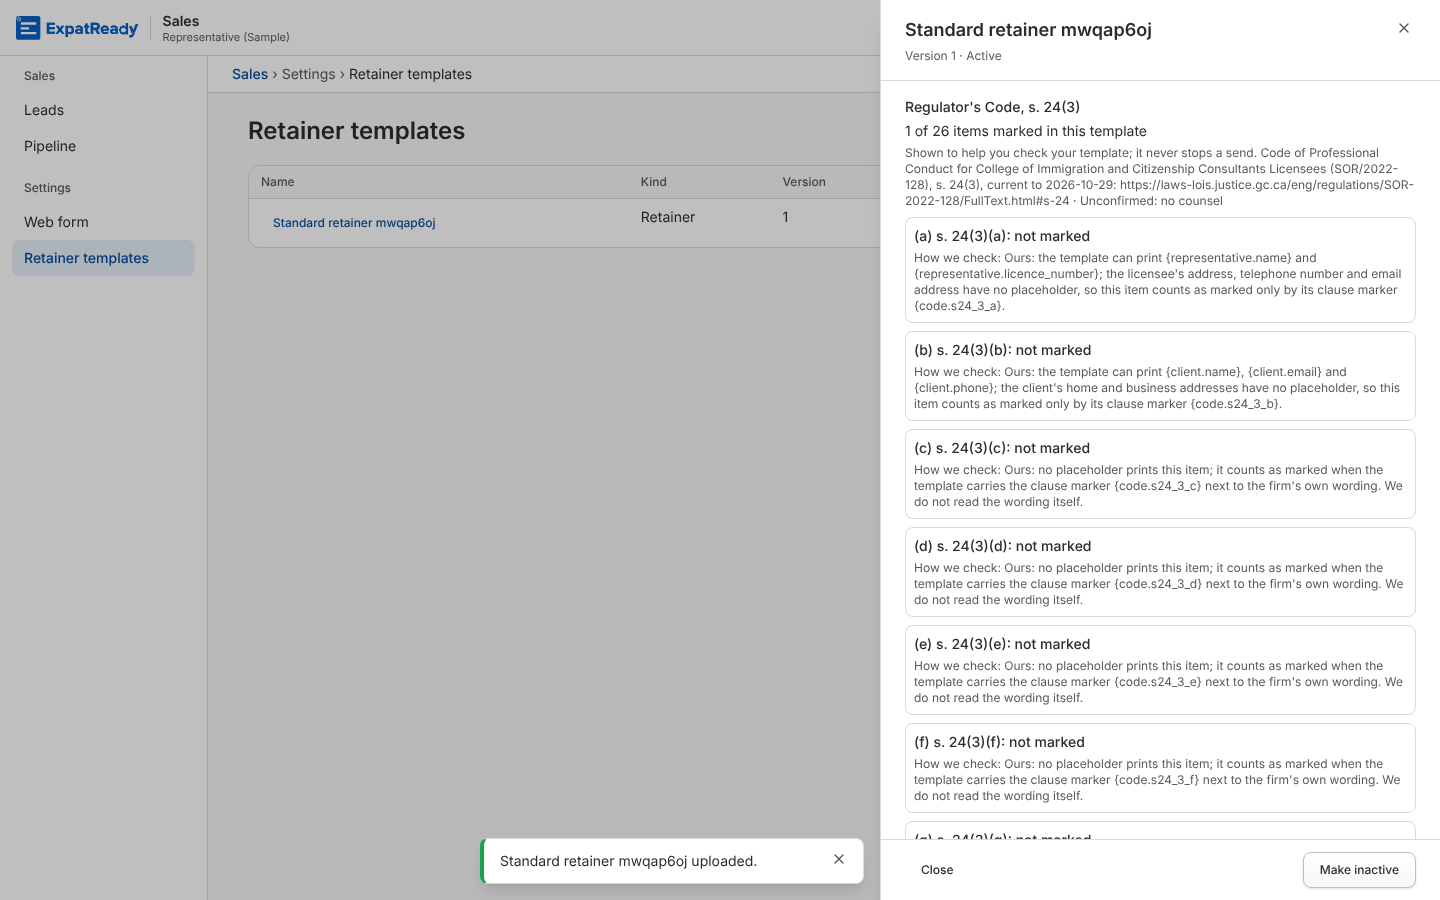 ExpatReady
Sales
Representative (Sample)
Sales
Leads
Pipeline
Settings
Web form
Retainer templates
Sales › Settings › Retainer templates
Retainer templates
Name Kind Version
Standard retainer mwqap6oj Retainer 1
Standard retainer mwqap6oj uploaded.
Standard retainer mwqap6oj
Version 1 · Active
Regulator's Code, s. 24(3)
1 of 26 items marked in this template
Shown to help you check your template; it never stops a send. Code of Professional
Conduct for College of Immigration and Citizenship Consultants Licensees (SOR/2022-
128), s. 24(3), current to 2026-10-29: https://laws-lois.justice.gc.ca/eng/regulations/SOR-
2022-128/FullText.html#s-24 · Unconfirmed: no counsel
(a) s. 24(3)(a): not marked
How we check: Ours: the template can print {representative.name} and
{representative.licence_number}; the licensee's address, telephone number and email
address have no placeholder, so this item counts as marked only by its clause marker
{code.s24_3_a}.
(b) s. 24(3)(b): not marked
How we check: Ours: the template can print {client.name}, {client.email} and
{client.phone}; the client's home and business addresses have no placeholder, so this
item counts as marked only by its clause marker {code.s24_3_b}.
(c) s. 24(3)(c): not marked
How we check: Ours: no placeholder prints this item; it counts as marked when the
template carries the clause marker {code.s24_3_c} next to the firm's own wording. We
do not read the wording itself.
(d) s. 24(3)(d): not marked
How we check: Ours: no placeholder prints this item; it counts as marked when the
template carries the clause marker {code.s24_3_d} next to the firm's own wording. We
do not read the wording itself.
(e) s. 24(3)(e): not marked
How we check: Ours: no placeholder prints this item; it counts as marked when the
template carries the clause marker {code.s24_3_e} next to the firm's own wording. We
do not read the wording itself.
(f) s. 24(3)(f): not marked
How we check: Ours: no placeholder prints this item; it counts as marked when the
template carries the clause marker {code.s24_3_f} next to the firm's own wording. We
do not read the wording itself.
(g) s. 24(3)(g): not marked
Close
Make inactive